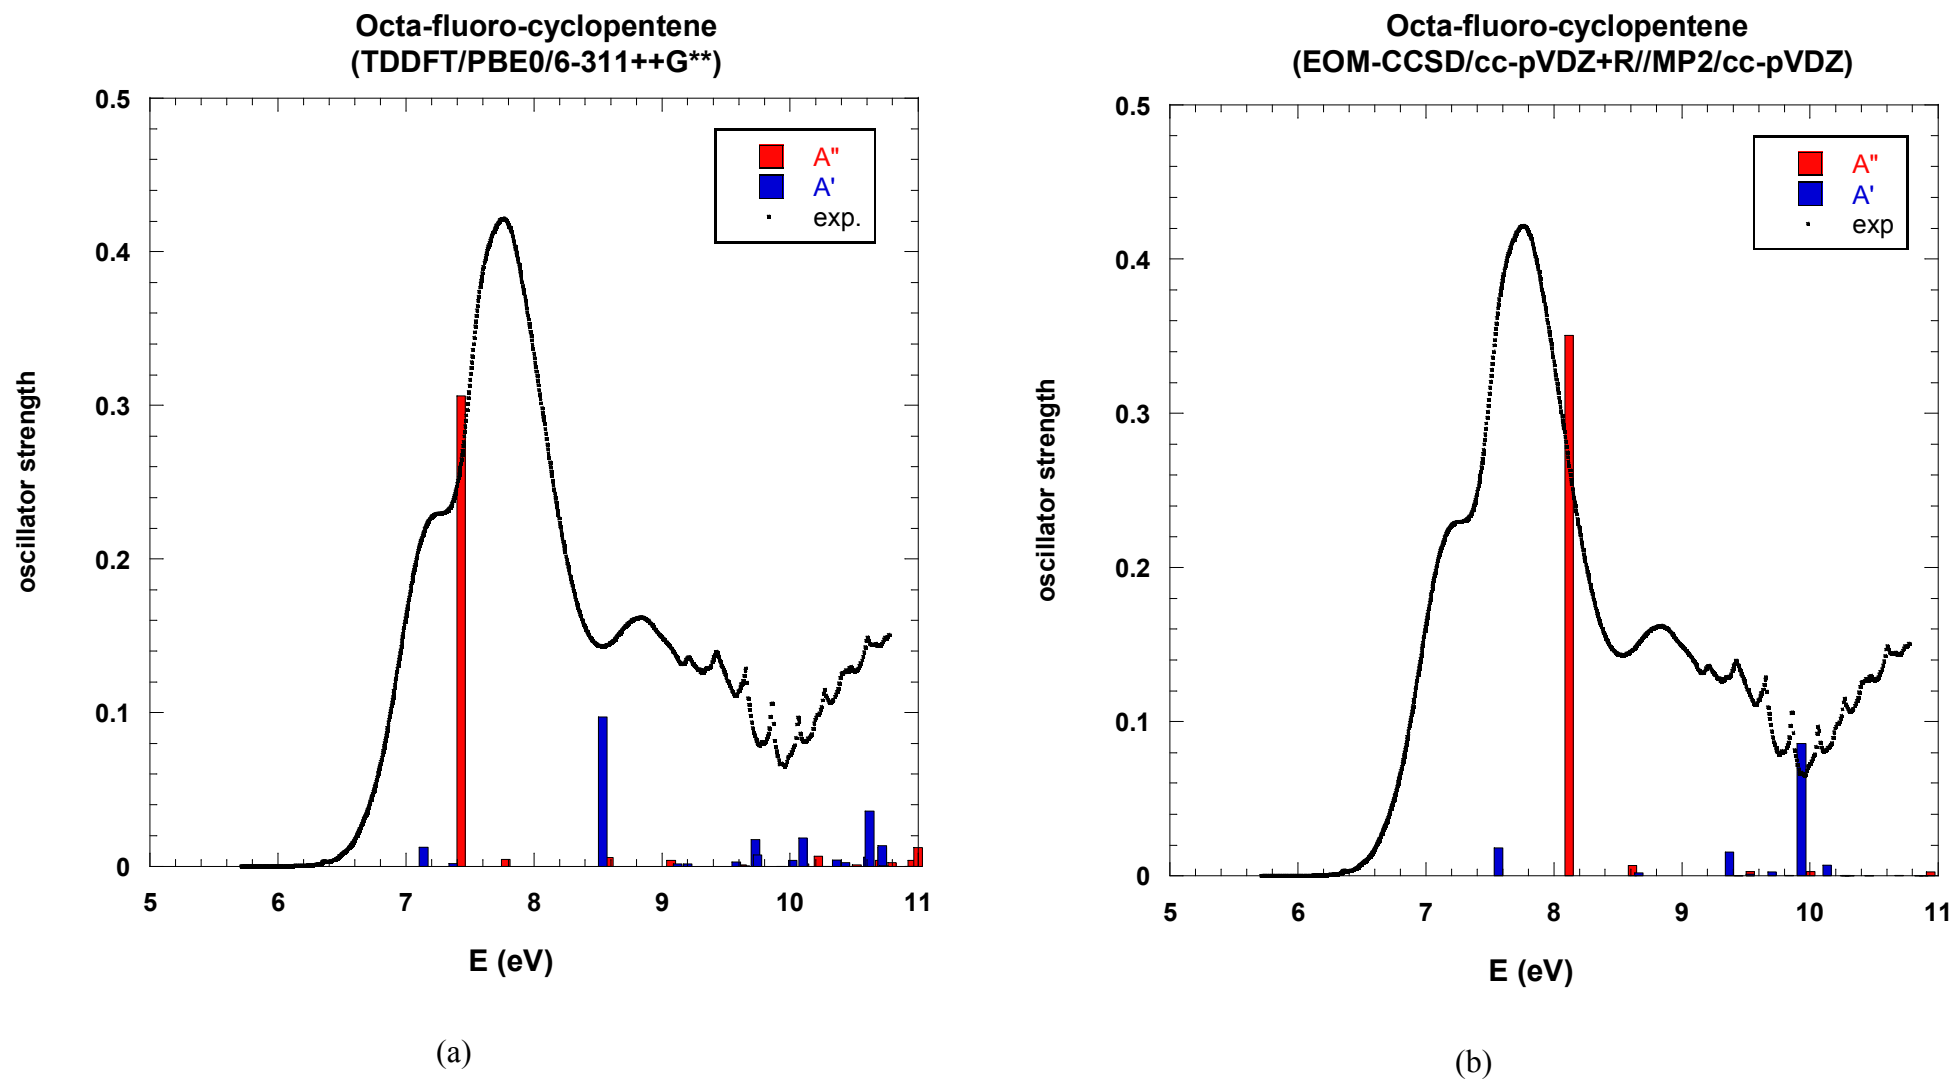 Octa-fluoro-cyclopentene
(TDDFT/PBE0/6-311++G**)
0.5
0.4
0.3
0.2
0.1
0
oscillator strength
A"
A'
exp.
5 6 7 8 9 10 11
E (eV)
(a)
Octa-fluoro-cyclopentene
(EOM-CCSD/cc-pVDZ+R//MP2/cc-pVDZ)
0.5
0.4
0.3
0.2
0.1
0
oscillator strength
A"
A'
exp
5 6 7 8 9 10 11
E (eV)
(b)